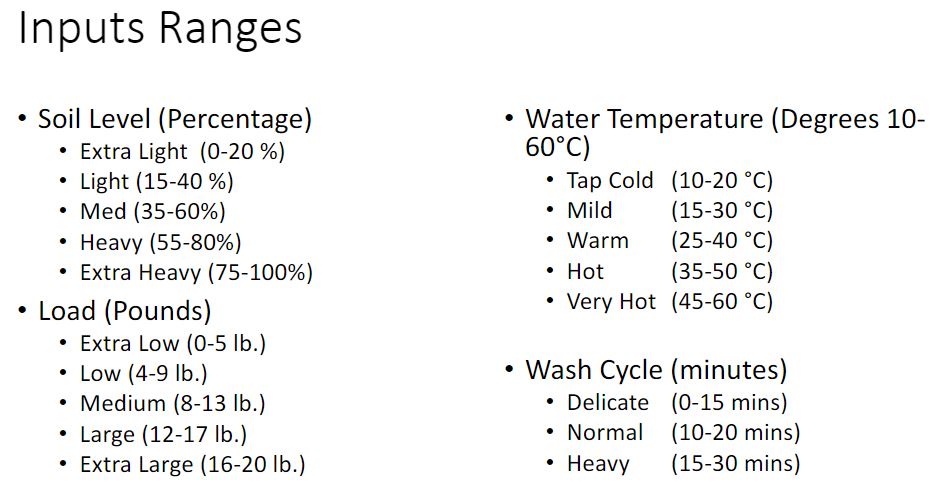 Inputs Ranges
• Soil Level (Percentage)
• Extra Light (0-20 %)
• Light (15-40 %)
• Med (35-60%)
• Heavy (55-80%)
• Extra Heavy (75-100%)
• Load (Pounds)
• Extra Low (0-5 lb.)
• Low (4-9 lb.)
• Medium (8-13 lb.)
• Large (12-17 lb.)
• Extra Large (16-20 lb.)
• Water Temperature (Degrees 10-
60°C)
• Tap Cold (10-20 °C)
• Mild (15-30 °C)
• Warm (25-40 °C)
• Hot (35-50 °C)
• Very Hot (45-60 °C)
• Wash Cycle (minutes)
• Delicate (0-15 mins)
• Normal (10-20 mins)
• Heavy (15-30 mins)